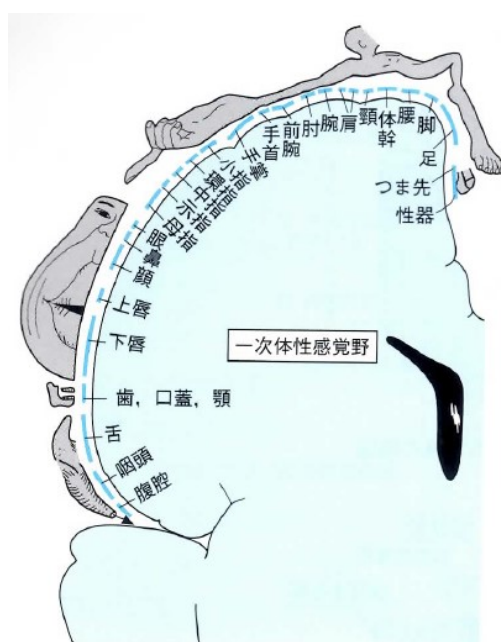 手首
前腕
肘
腕
肩
頸
体幹
腰
脚
足
つま先
性器
手掌
小指
環指
中指
示指
母指
眼
鼻
顔
上唇
下唇
一次体性感覚野
歯，口蓋，顎
舌
咽頭
腹腔